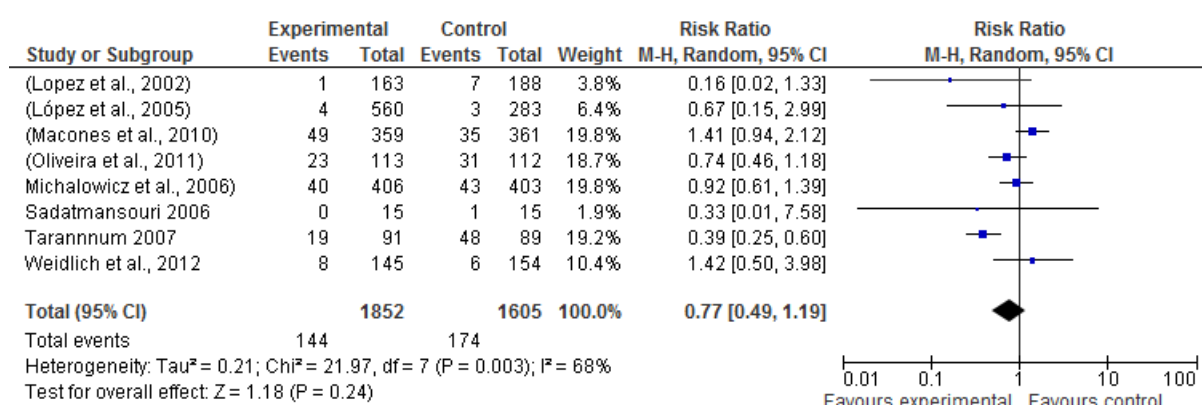 Experimental Control Risk Ratio Risk Ratio
Study or Subgroup Events Total Events Total Weight M-H, Random, 95% CI M-H, Random, 95% CI
(Lopez et al., 2002) 1 163 7 188 3.8% 0.16 [0.02, 1.33]
(López et al., 2005) 4 560 3 283 6.4% 0.67 [0.15, 2.99]
(Macones et al., 2010) 49 359 35 361 19.8% 1.41 [0.94, 2.12]
(Oliveira et al., 2011) 23 113 31 112 18.7% 0.74 [0.46, 1.18]
Michalowicz et al., 2006) 40 406 43 403 19.8% 0.92 [0.61, 1.39]
Sadatmansouri 2006 0 15 1 15 1.9% 0.33 [0.01, 7.58]
Tarannnum 2007 19 91 48 89 19.2% 0.39 [0.25, 0.60]
Weidlich et al., 2012 8 145 6 154 10.4% 1.42 [0.50, 3.98]
Total (95% CI) 1852 1605 100.0% 0.77 [0.49, 1.19]
Total events 144 174
Heterogeneity: Tau² = 0.21; Chi² = 21.97, df = 7 (P = 0.003); I² = 68%
Test for overall effect: Z = 1.18 (P = 0.24)
0.01 0.1 1 10 100
Favours experimental Favours control